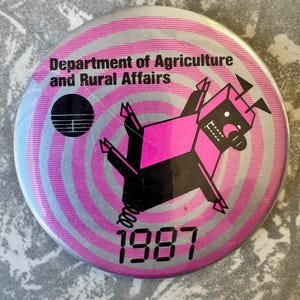 Department of Agriculture
and Rural Affairs
1987